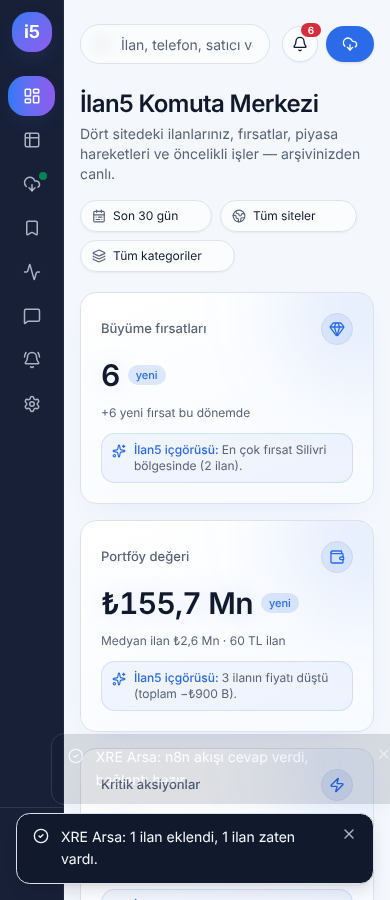 i5
İlan, telefon, satıcı v
6
İlan5 Komuta Merkezi
Dört sitedeki ilanlarınız, fırsatlar, piyasa
hareketleri ve öncelikli işler — arşivinizden
canlı.
Son 30 gün
Tüm siteler
Tüm kategoriler
Büyüme fırsatları
6 yeni
+6 yeni fırsat bu dönemde
İlan5 içgörüsü: En çok fırsat Silivri
bölgesinde (2 ilan).
Portföy değeri
₺155,7 Mn yeni
Medyan ilan ₺2,6 Mn · 60 TL ilan
İlan5 içgörüsü: 3 ilanın fiyatı düştü
(toplam −₺900 B).
XRE Arsa: n8n akışı cevap verdi,
Kritik aksiyonlar
XRE Arsa: 1 ilan eklendi, 1 ilan zaten
vardı.